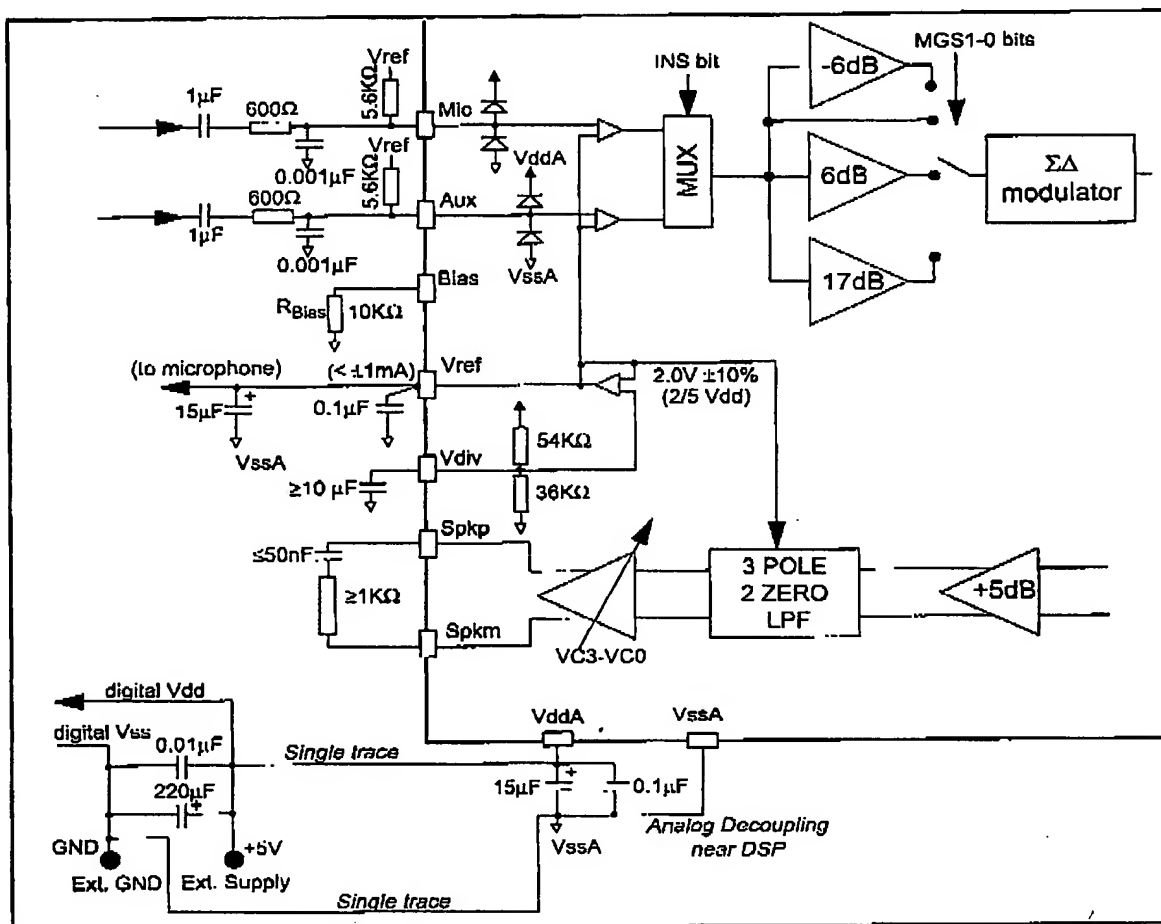 MGS1-0 bits
INS bit
-6dB
Vref
1µF
600Ω
5.6KΩ
Mic
0.001µF
Vref
VddA
5.6KΩ
MUX
6dB
ΣΔ
modulator
600Ω
Aux
1µF
0.001µF
VssA
17dB
Bias
RBias
10KΩ
(to microphone)
(< ±1mA)
Vref
2.0V ±10%
(2/5 Vdd)
15µF
+
0.1µF
54KΩ
VssA
Vdiv
≥10 µF
36KΩ
Spkp
≤50nF
3 POLE
2 ZERO
LPF
+5dB
≥1KΩ
Spkm
VC3-VC0
digital Vdd
digital Vss
VddA
VssA
0.01µF
Single trace
220µF
+
15µF
+
0.1µF
VssA
Analog Decoupling
near DSP
GND
+5V
Ext. GND
Ext. Supply
Single trace